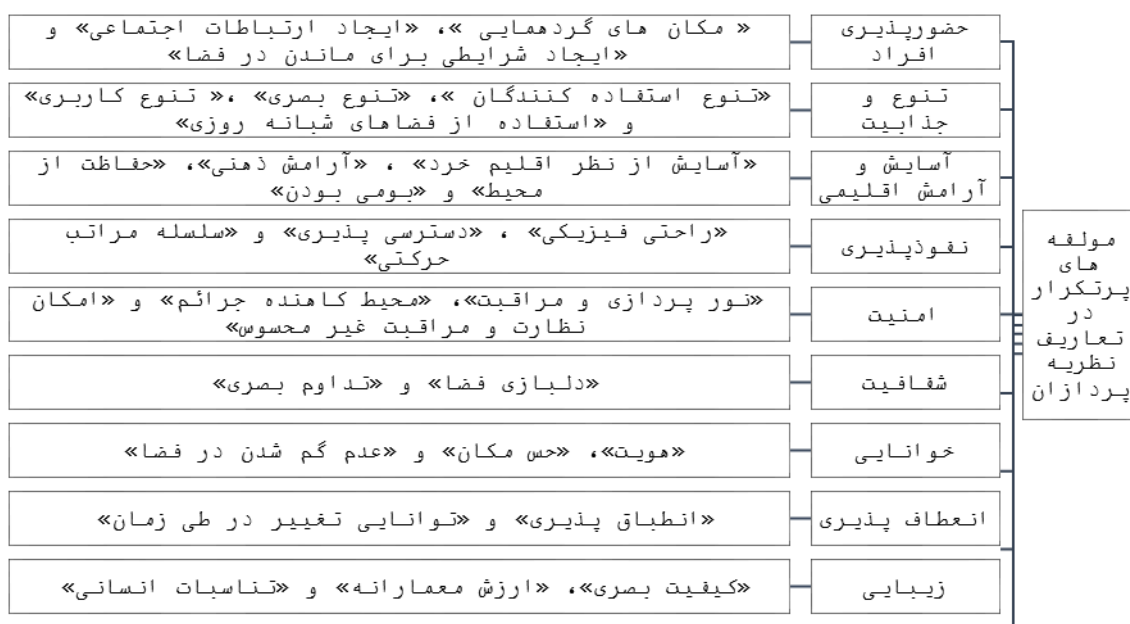 مولفه
های
پرتکرار
در
تعاریف
نظریه
پردازان
حضورپذیری
افراد
« مکان های گردهمایی »، «ایجاد ارتباطات اجتماعی» و
«ایجاد شرایطی برای ماندن در فضا»
تنوع و
جذابیت
«تنوع استفاده کنندگان »، «تنوع بصری» ،« تنوع کاربری»
و «استفاده از فضاهای شبانه روزی»
آسایش و
آرامش اقلیمی
«آسایش از نظر اقلیم خرد» ، «آرامش ذهنی»، «حفاظت از
محیط» و «بومی بودن»
نفوذپذیری
«راحتی فیزیکی» ، «دسترسی پذیری» و «سلسله مراتب
حرکتی»
امنیت
«نور پردازی و مراقبت»، «محیط کاهنده جرائم» و «امکان
نظارت و مراقبت غیر محسوس»
شفافیت
«دلبازی فضا» و «تداوم بصری»
خوانایی
«هویت»، «حس مکان» و «عدم گم شدن در فضا»
انعطاف پذیری
«انطباق پذیری» و «توانایی تغییر در طی زمان»
زیبایی
«کیفیت بصری»، «ارزش معمارانه» و «تناسبات انسانی»